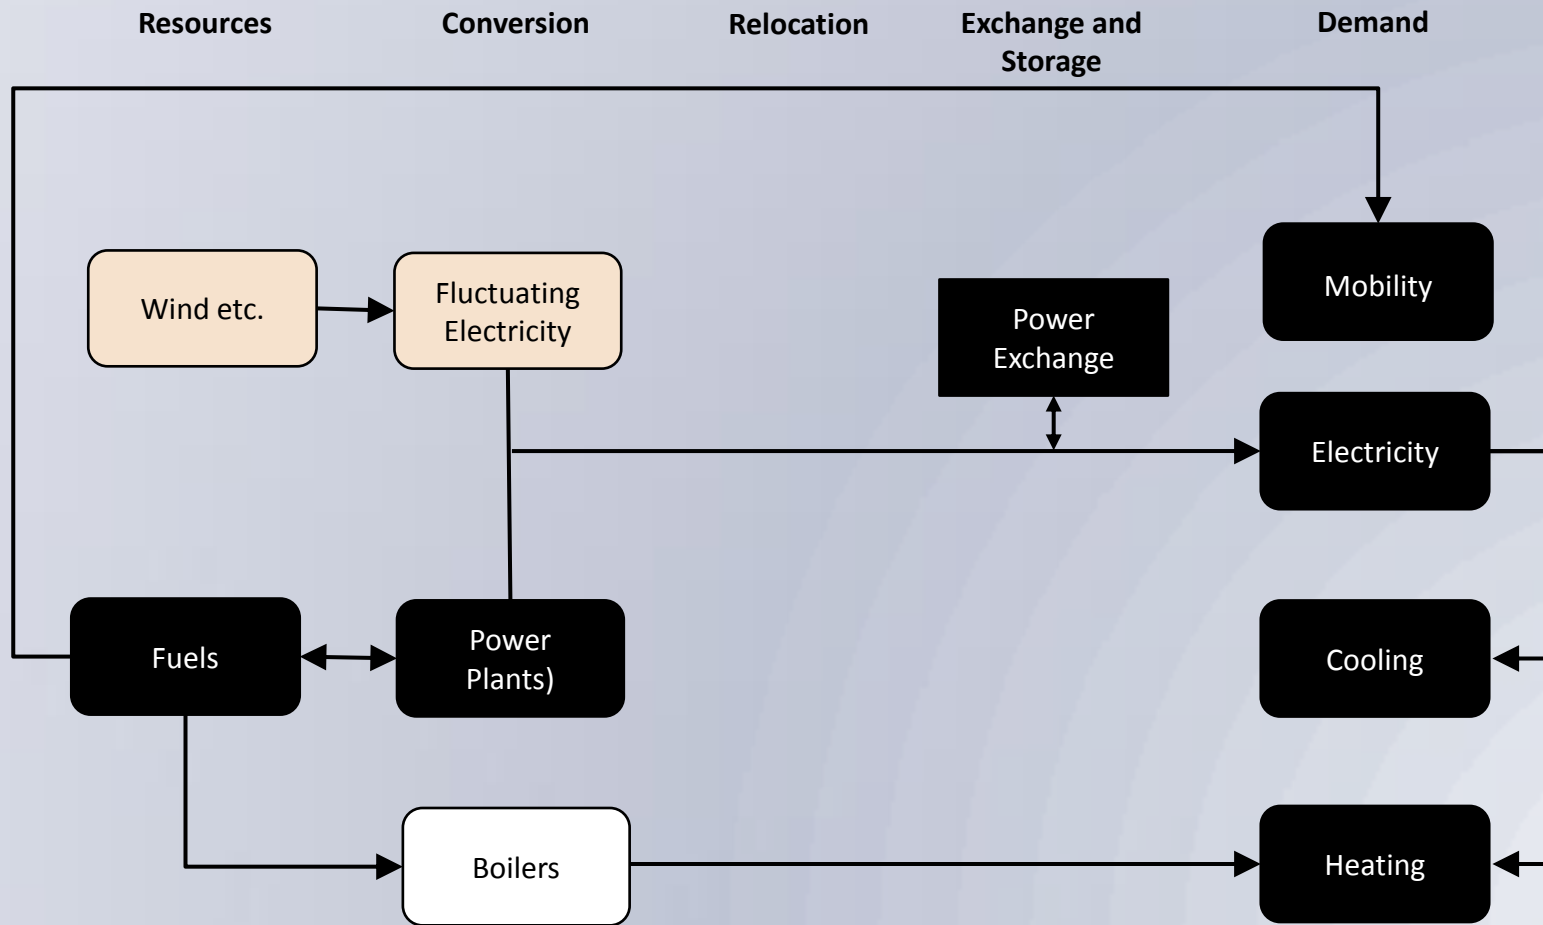 Resources
Conversion
Relocation
Exchange and
Storage
Demand
Wind etc.
Fluctuating
Electricity
Power
Exchange
Mobility
Electricity
Fuels
Power
Plants)
Cooling
Boilers
Heating